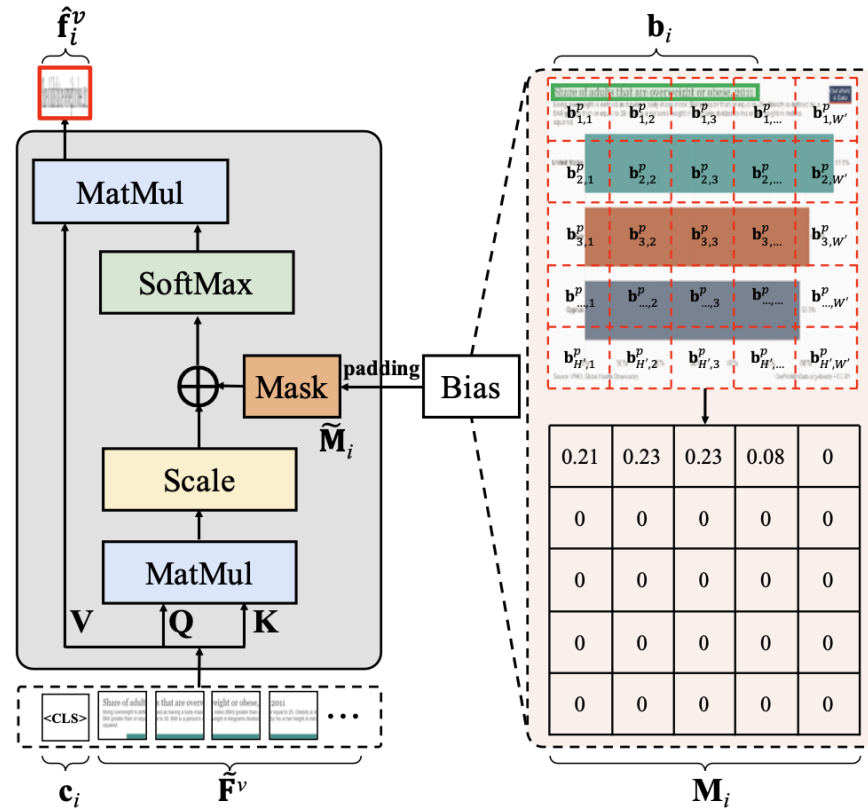 f̂ᵢᵛ
MatMul
SoftMax
Mask
padding
Bias
M̃ᵢ
Scale
MatMul
V
Q
K
<CLS>
Share of adults that are overweight or obese, 2011
...
cᵢ
F̃ᵛ
bᵢ
Share of adults that are overweight or obese, 2011
b^p_{1,1} b^p_{1,2} b^p_{1,3} b^p_{1,...} b^p_{1,W'}
United States
b^p_{2,1} b^p_{2,2} b^p_{2,3} b^p_{2,...} b^p_{2,W'}
b^p_{3,1} b^p_{3,2} b^p_{3,3} b^p_{3,...} b^p_{3,W'}
Cyprus
b^p_{...,1} b^p_{...,2} b^p_{...,3} b^p_{...,...} b^p_{...,W'}
b^p_{H',1} b^p_{H',2} b^p_{H',3} b^p_{H',...} b^p_{H',W'}
0.21 0.23 0.23 0.08 0
0 0 0 0 0
0 0 0 0 0
0 0 0 0 0
0 0 0 0 0
Mᵢ